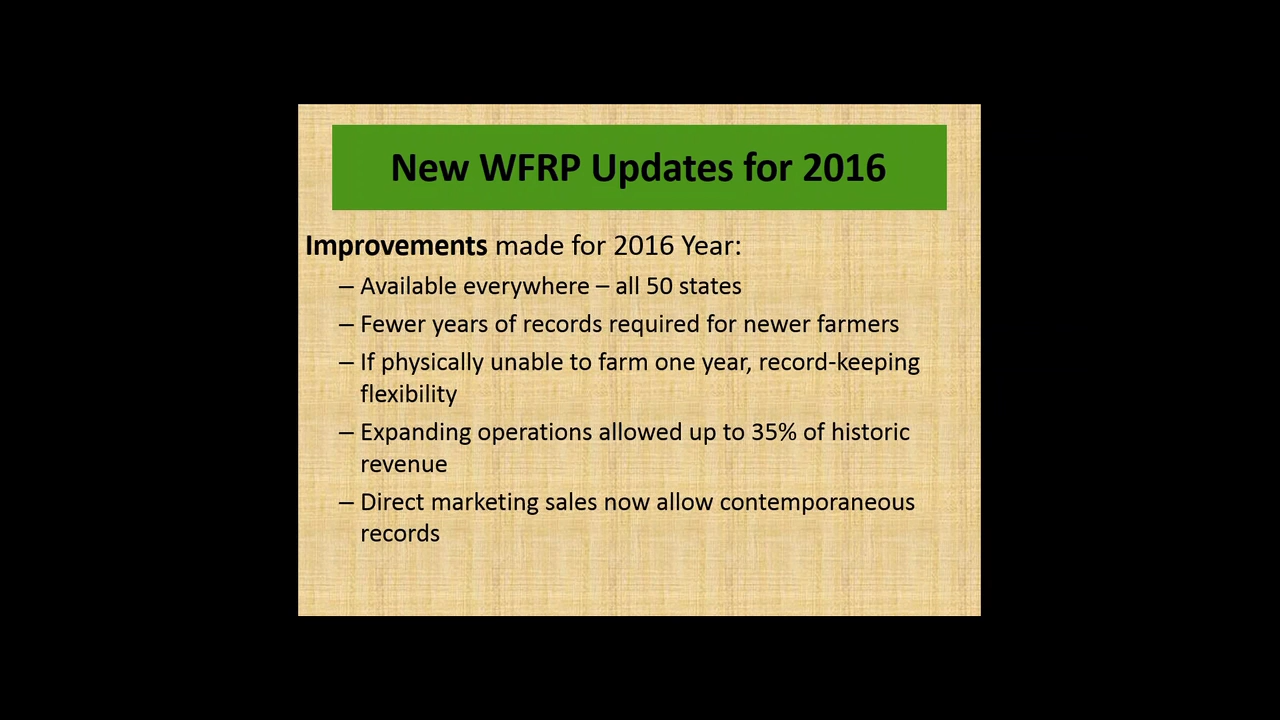 New WFRP Updates for 2016
Improvements made for 2016 Year:
– Available everywhere – all 50 states
– Fewer years of records required for newer farmers
– If physically unable to farm one year, record-keeping
flexibility
– Expanding operations allowed up to 35% of historic
revenue
– Direct marketing sales now allow contemporaneous
records